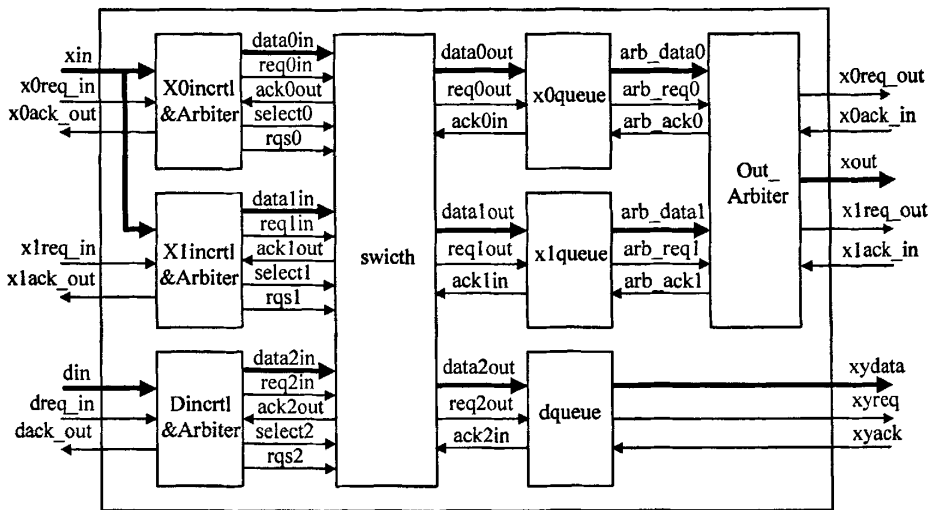 xin
x0req_in
x0ack_out
X0incrtl
&Arbiter
data0in
req0in
ack0out
select0
rqs0
x1req_in
x1ack_out
X1incrtl
&Arbiter
data1in
req1in
ack1out
select1
rqs1
din
dreq_in
dack_out
Dincrtl
&Arbiter
data2in
req2in
ack2out
select2
rqs2
swicth
data0out
req0out
ack0in
x0queue
arb_data0
arb_req0
arb_ack0
data1out
req1out
ack1in
x1queue
arb_data1
arb_req1
arb_ack1
data2out
req2out
ack2in
dqueue
Out_
Arbiter
x0req_out
x0ack_in
xout
x1req_out
x1ack_in
xydata
xyreq
xyack